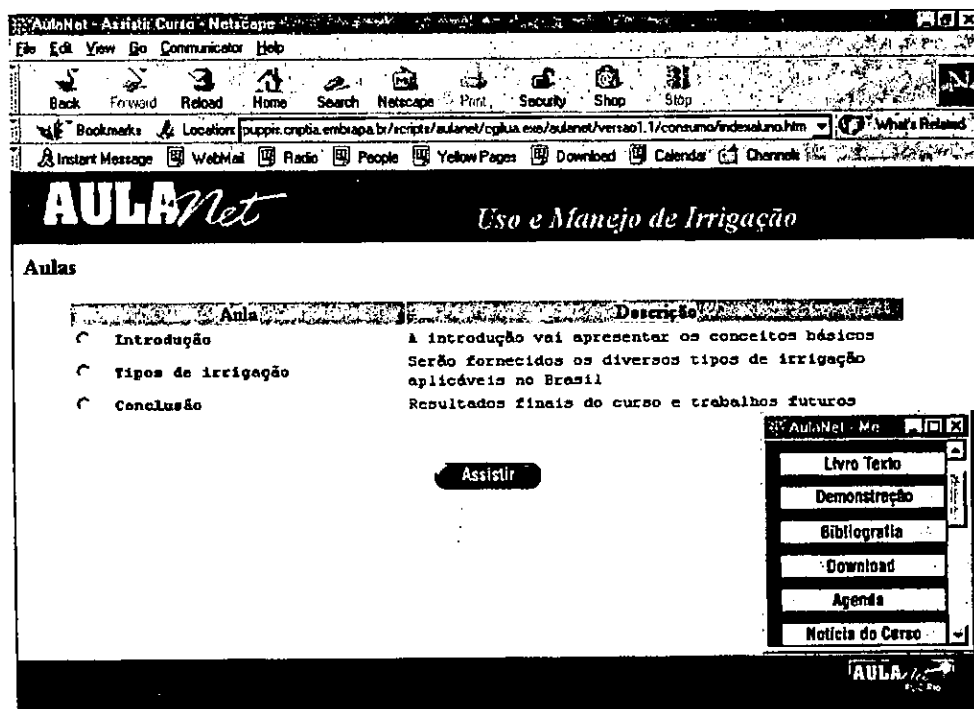 AulaNet - Assistir Curso - Netscape
File Edit View Go Communicator Help
Back Forward Reload Home Search Netscape Print Security Shop Stop
Bookmarks Location: puppis.cnptia.embrapa.br/scripts/aulanet/cgilua.exe/aulanet/versao1.1/consumo/indexaluno.htm What's Related
Instant Message WebMail Radio People Yellow Pages Download Calendar Channels
AULANet Uso e Manejo de Irrigação
Aulas
Aula Descrição
Introdução A introdução vai apresentar os conceitos básicos
Tipos de irrigação Serão fornecidos os diversos tipos de irrigação
aplicáveis no Brasil
Conclusão Resultados finais do curso e trabalhos futuros
Assistir
AulaNet - Me
Livro Texto
Demonstração
Bibliografia
Download
Agenda
Notícia do Curso
AULANet
PUC-Rio